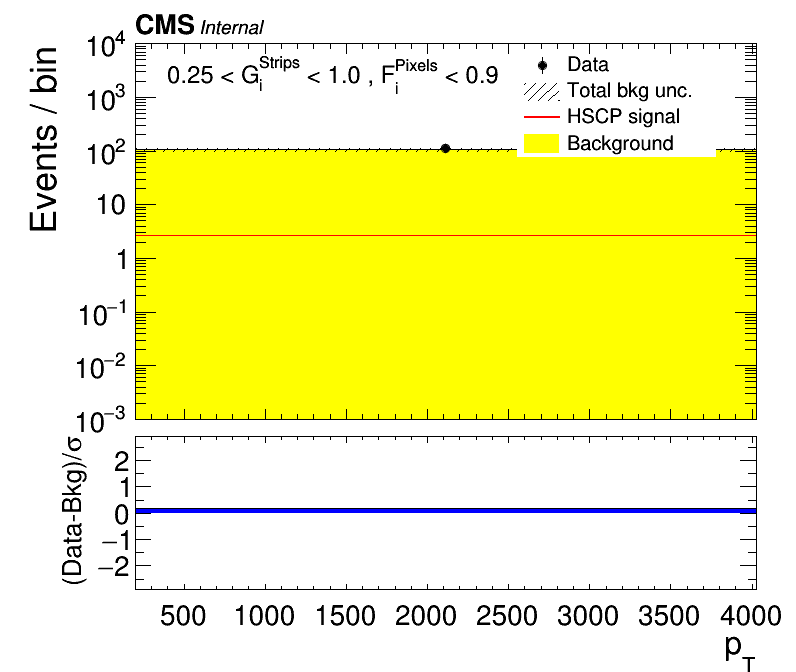 CMS Internal
0.25 < G_i^Strips < 1.0 , F_i^Pixels < 0.9
Data
Total bkg unc.
HSCP signal
Background
Events / bin
10^4
10^3
10^2
10
1
10^−1
10^−2
10^−3
(Data-Bkg)/σ
2
1
0
−1
−2
500 1000 1500 2000 2500 3000 3500 4000
p_T